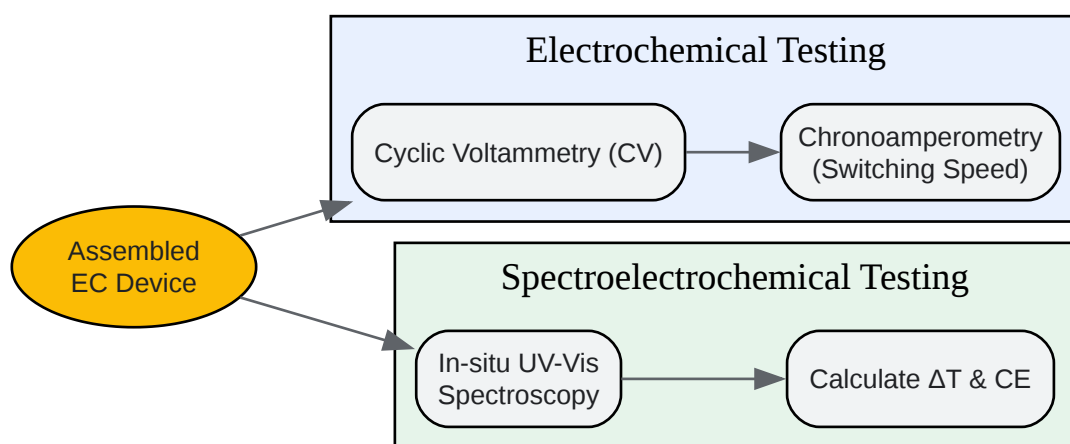 Electrochemical Testing
Cyclic Voltammetry (CV)
Chronoamperometry
(Switching Speed)
Assembled
EC Device
Spectroelectrochemical Testing
In-situ UV-Vis
Spectroscopy
Calculate ΔT & CE